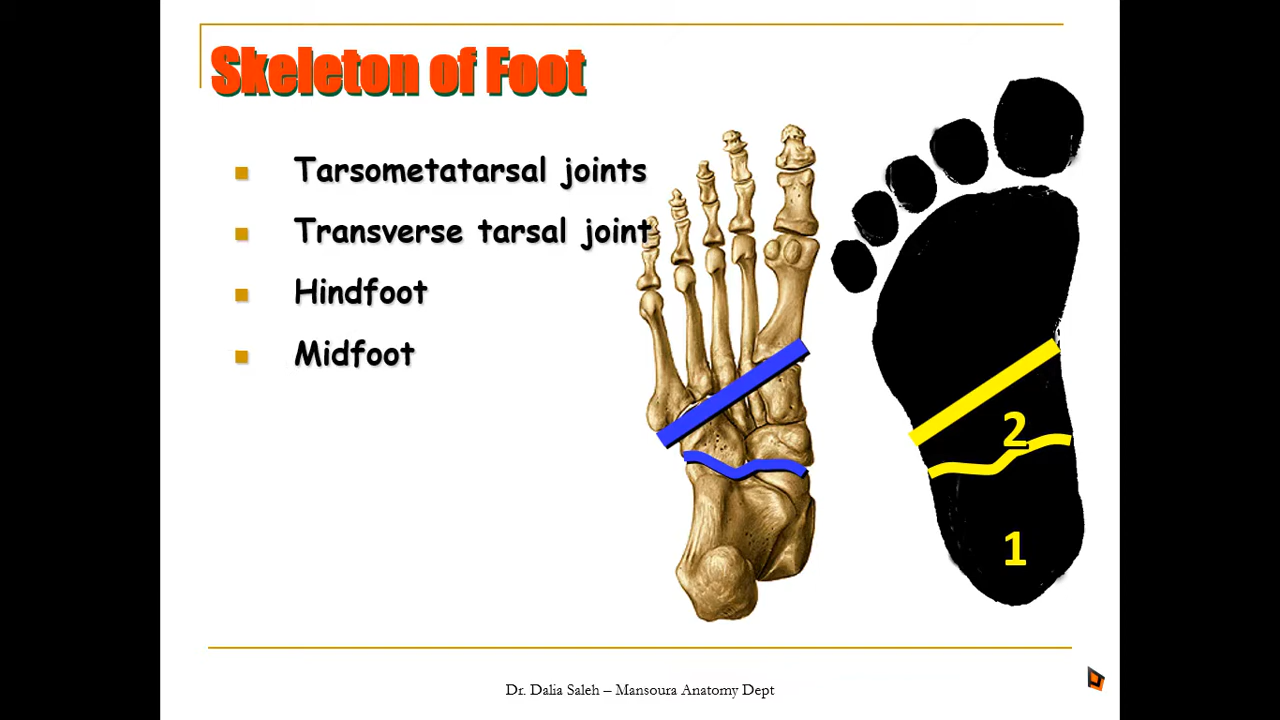 Skeleton of Foot
Tarsometatarsal joints
Transverse tarsal joint
Hindfoot
Midfoot
2
1
Dr. Dalia Saleh – Mansoura Anatomy Dept